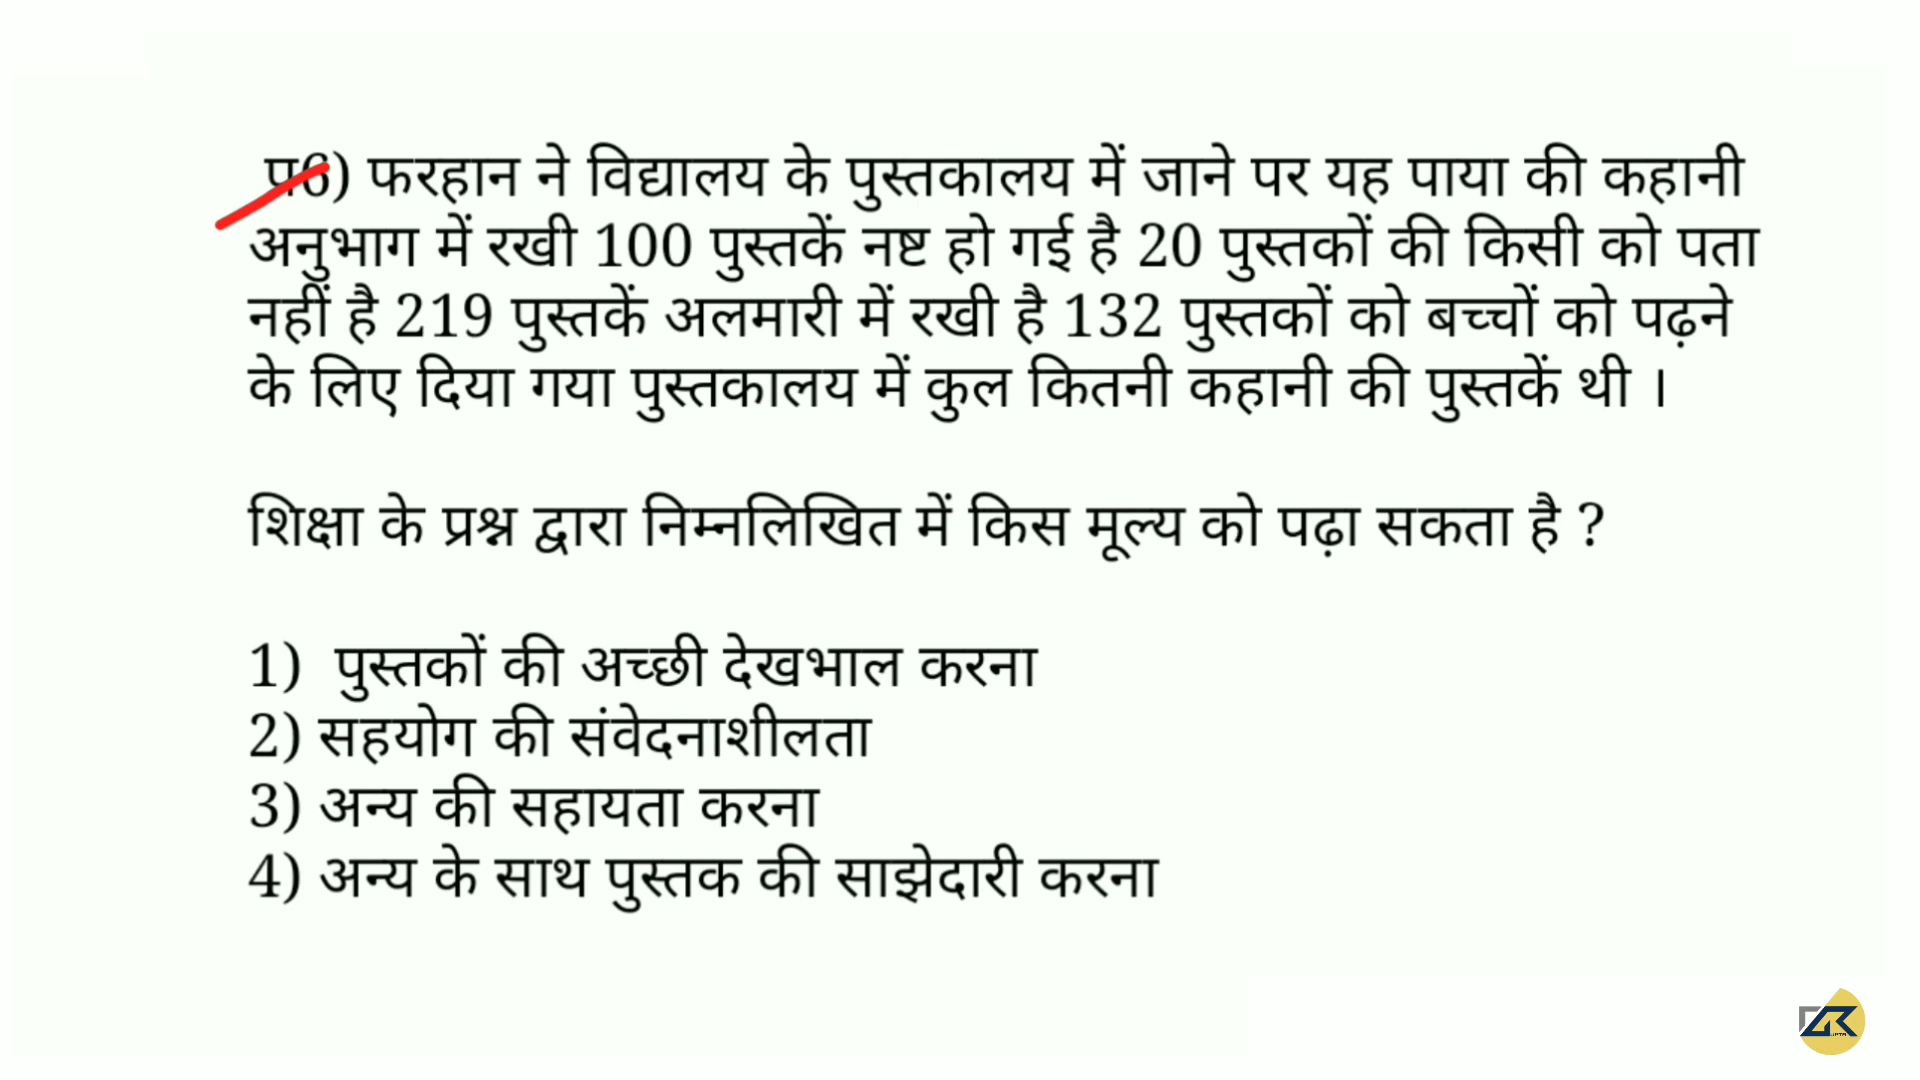 प6) फरहान ने विद्यालय के पुस्तकालय में जाने पर यह पाया की कहानी
अनुभाग में रखी 100 पुस्तकें नष्ट हो गई है 20 पुस्तकों की किसी को पता
नहीं है 219 पुस्तकें अलमारी में रखी है 132 पुस्तकों को बच्चों को पढ़ने
के लिए दिया गया पुस्तकालय में कुल कितनी कहानी की पुस्तकें थी ।
शिक्षा के प्रश्न द्वारा निम्नलिखित में किस मूल्य को पढ़ा सकता है ?
1) पुस्तकों की अच्छी देखभाल करना
2) सहयोग की संवेदनाशीलता
3) अन्य की सहायता करना
4) अन्य के साथ पुस्तक की साझेदारी करना